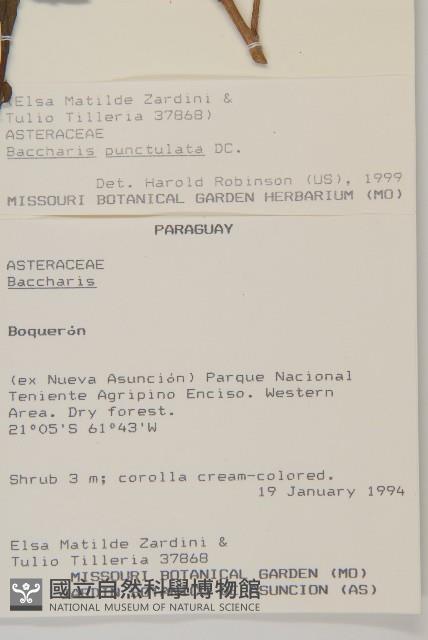 (Elsa Matilde Zardini &
Tulio Tilleria 37868)
ASTERACEAE
Baccharis punctulata DC.
Det. Harold Robinson (US), 1999
MISSOURI BOTANICAL GARDEN HERBARIUM (MO)
PARAGUAY
ASTERACEAE
Baccharis
Boquerón
(ex Nueva Asunción) Parque Nacional
Teniente Agripino Enciso. Western
Area. Dry forest.
21°05'S 61°43'W
Shrub 3 m; corolla cream-colored.
19 January 1994
Elsa Matilde Zardini &
Tulio Tilleria 37868
MISSOURI BOTANICAL GARDEN (MO)
ASUNCION (AS)
國立自然科學博物館
NATIONAL MUSEUM OF NATURAL SCIENCE